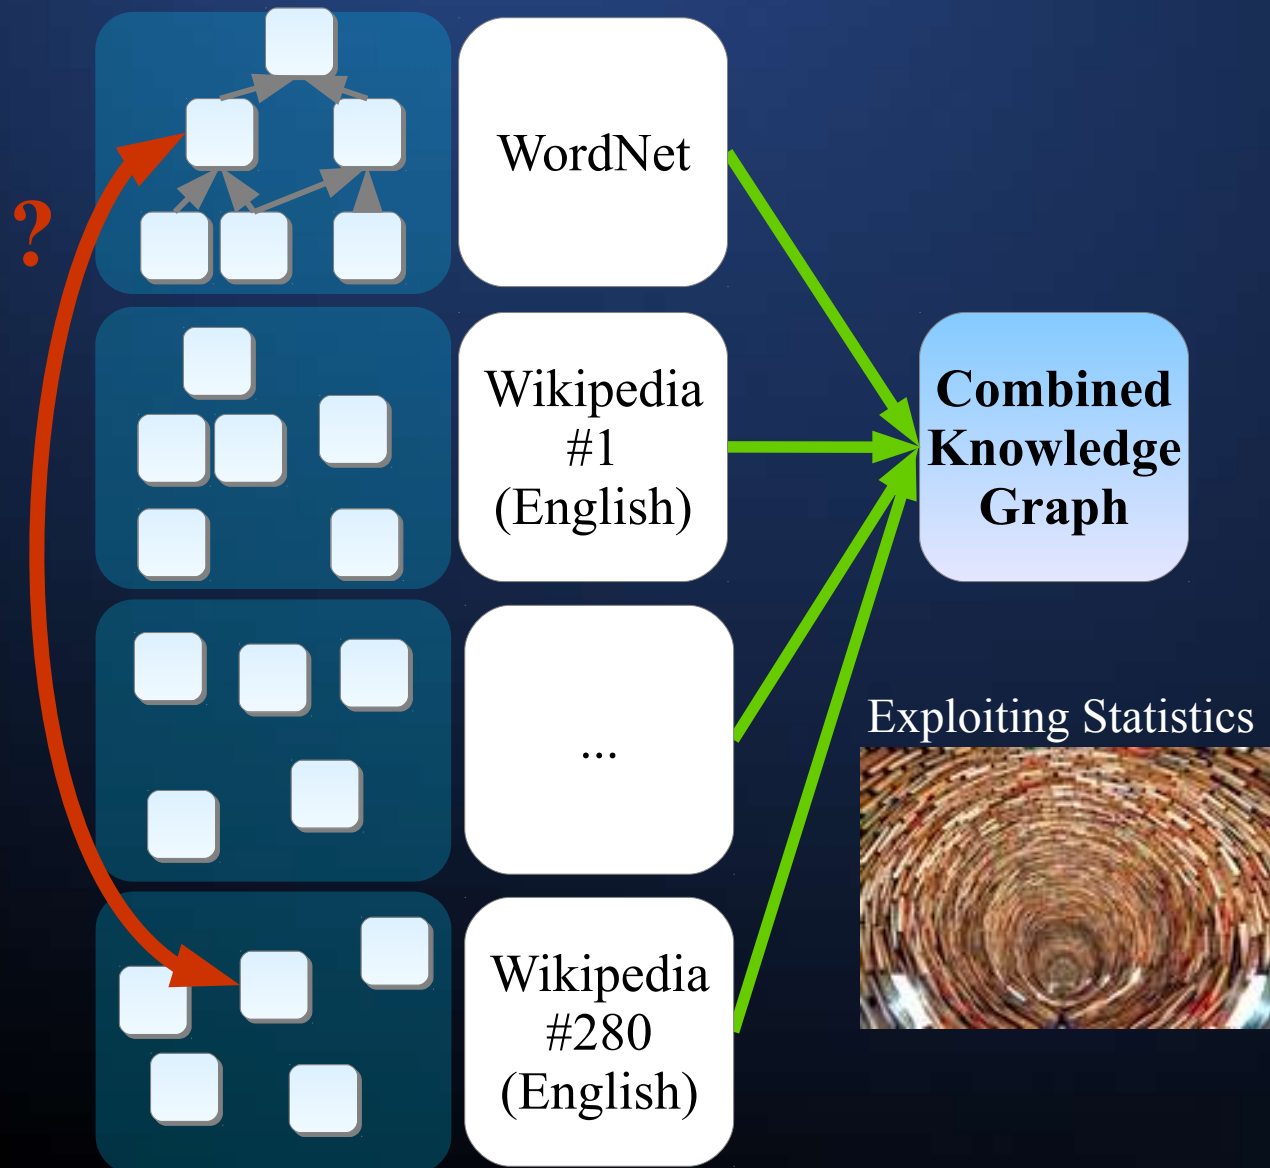 ?
WordNet
Wikipedia
#1
(English)
Combined
Knowledge
Graph
...
Exploiting Statistics
Wikipedia
#280
(English)